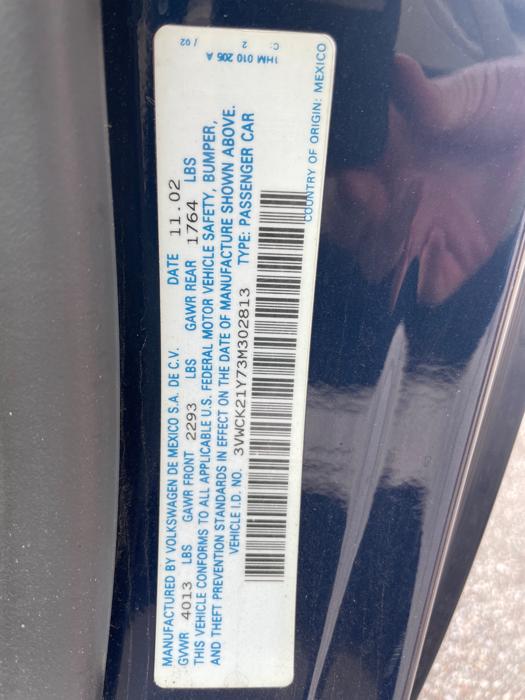 MANUFACTURED BY VOLKSWAGEN DE MEXICO S.A. DE C.V. DATE 11.02
GVWR 4013 LBS GAWR FRONT 2293 LBS GAWR REAR 1764 LBS
THIS VEHICLE CONFORMS TO ALL APPLICABLE U.S. FEDERAL MOTOR VEHICLE SAFETY, BUMPER,
AND THEFT PREVENTION STANDARDS IN EFFECT ON THE DATE OF MANUFACTURE SHOWN ABOVE.
VEHICLE I.D. NO. 3VWCK21Y73M302813 TYPE: PASSENGER CAR
COUNTRY OF ORIGIN: MEXICO
1HM 010 205 A
C: 2
/ 02